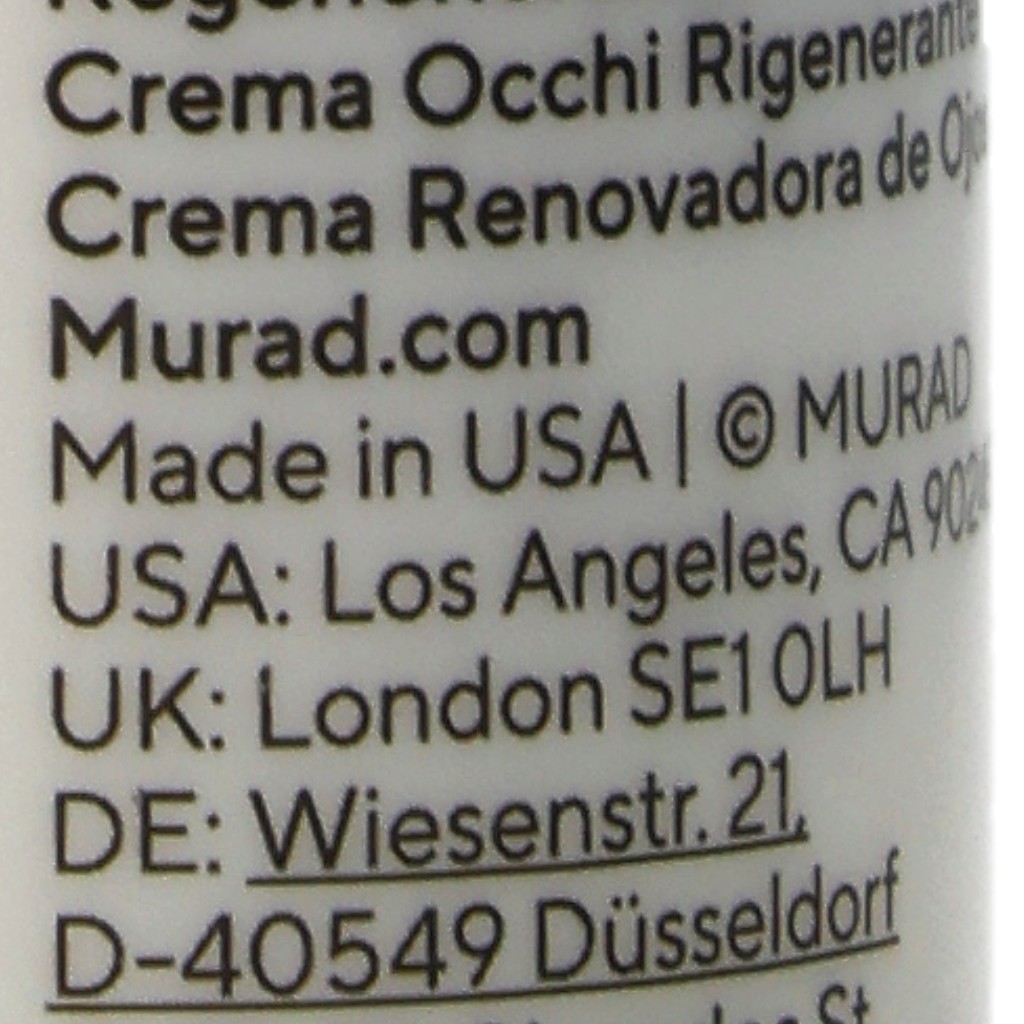 Crema Occhi Rigenerante
Crema Renovadora de
Murad.com
Made in USA | © MURAD
USA: Los Angeles, CA
UK: London SE1 0LH
DE: Wiesenstr. 21,
D-40549 Düsseldorf
St